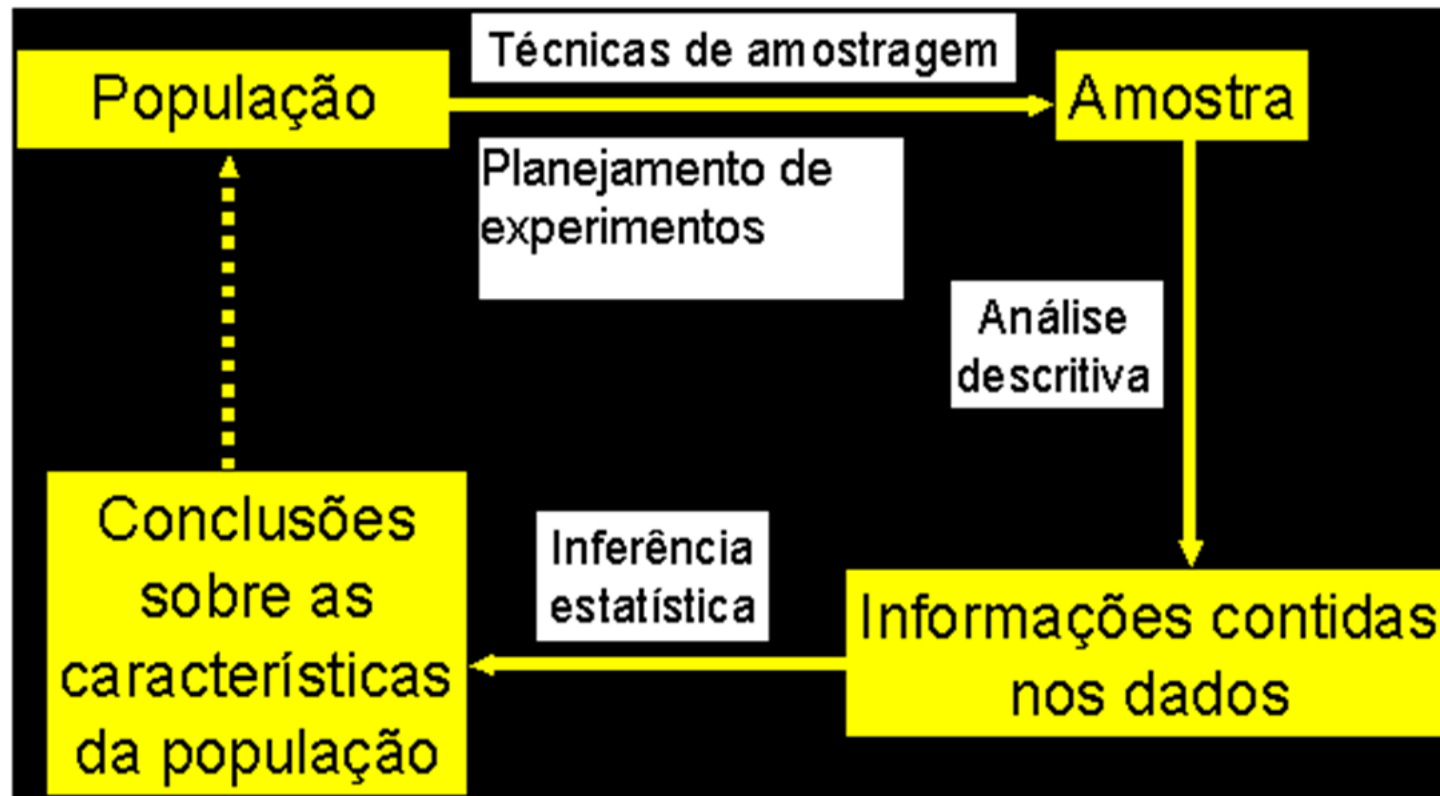 População
Técnicas de amostragem
Amostra
Planejamento de
experimentos
Análise
descritiva
Informações contidas
nos dados
Inferência
estatística
Conclusões
sobre as
características
da população